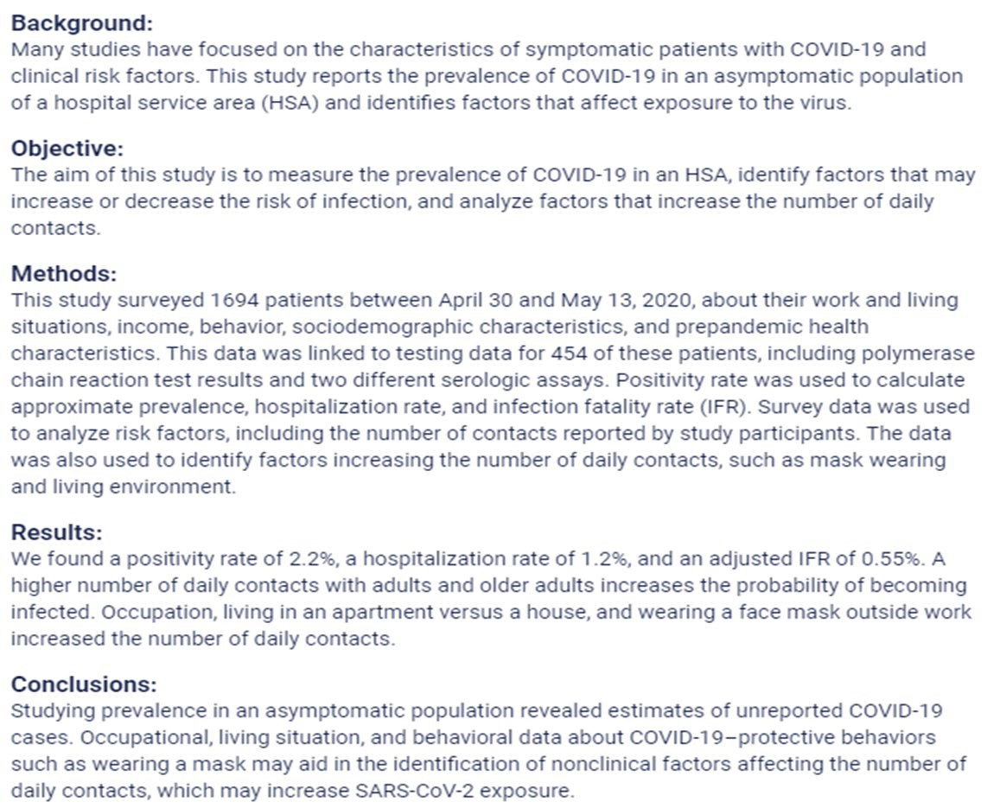 Background:
Many studies have focused on the characteristics of symptomatic patients with COVID-19 and
clinical risk factors. This study reports the prevalence of COVID-19 in an asymptomatic population
of a hospital service area (HSA) and identifies factors that affect exposure to the virus.
Objective:
The aim of this study is to measure the prevalence of COVID-19 in an HSA, identify factors that may
increase or decrease the risk of infection, and analyze factors that increase the number of daily
contacts.
Methods:
This study surveyed 1694 patients between April 30 and May 13, 2020, about their work and living
situations, income, behavior, sociodemographic characteristics, and prepandemic health
characteristics. This data was linked to testing data for 454 of these patients, including polymerase
chain reaction test results and two different serologic assays. Positivity rate was used to calculate
approximate prevalence, hospitalization rate, and infection fatality rate (IFR). Survey data was used
to analyze risk factors, including the number of contacts reported by study participants. The data
was also used to identify factors increasing the number of daily contacts, such as mask wearing
and living environment.
Results:
We found a positivity rate of 2.2%, a hospitalization rate of 1.2%, and an adjusted IFR of 0.55%. A
higher number of daily contacts with adults and older adults increases the probability of becoming
infected. Occupation, living in an apartment versus a house, and wearing a face mask outside work
increased the number of daily contacts.
Conclusions:
Studying prevalence in an asymptomatic population revealed estimates of unreported COVID-19
cases. Occupational, living situation, and behavioral data about COVID-19–protective behaviors
such as wearing a mask may aid in the identification of nonclinical factors affecting the number of
daily contacts, which may increase SARS-CoV-2 exposure.